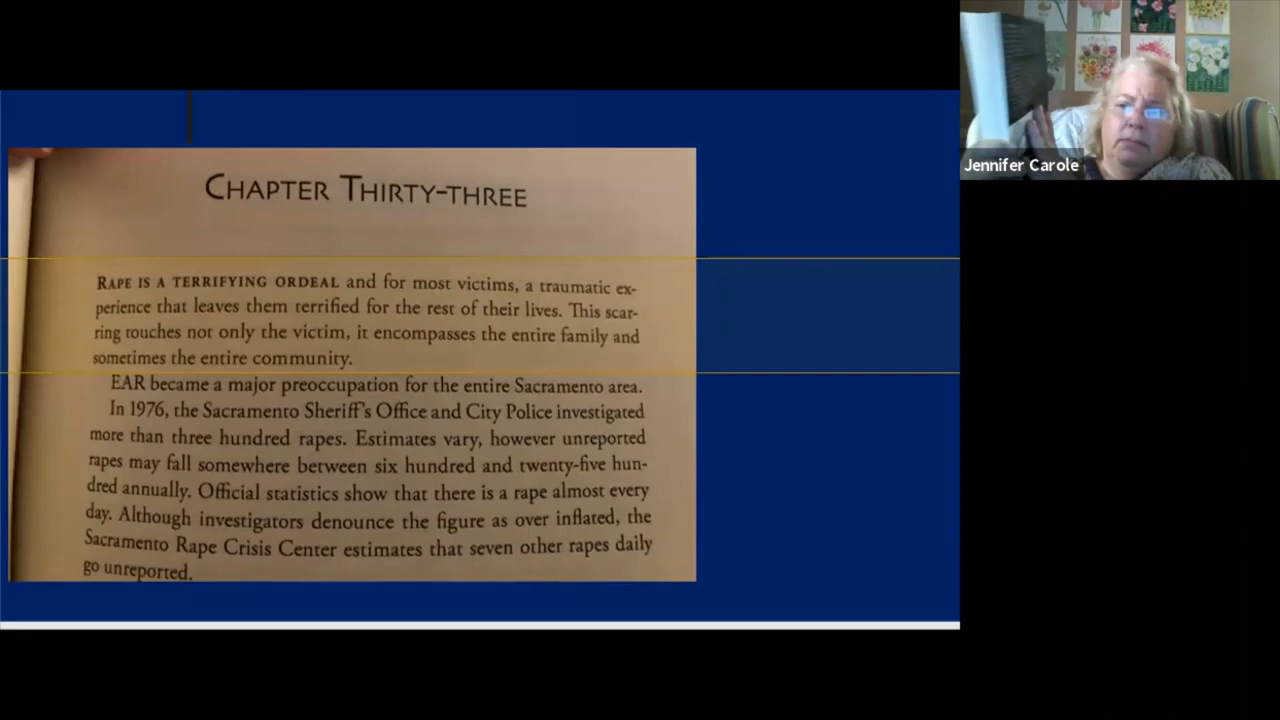 CHAPTER THIRTY-THREE
RAPE IS A TERRIFYING ORDEAL and for most victims, a traumatic ex-
perience that leaves them terrified for the rest of their lives. This scar-
ring touches not only the victim, it encompasses the entire family and
sometimes the entire community.
EAR became a major preoccupation for the entire Sacramento area.
In 1976, the Sacramento Sheriff's Office and City Police investigated
more than three hundred rapes. Estimates vary, however unreported
rapes may fall somewhere between six hundred and twenty-five hun-
dred annually. Official statistics show that there is a rape almost every
day. Although investigators denounce the figure as over inflated, the
Sacramento Rape Crisis Center estimates that seven other rapes daily
go unreported.
Jennifer Carole